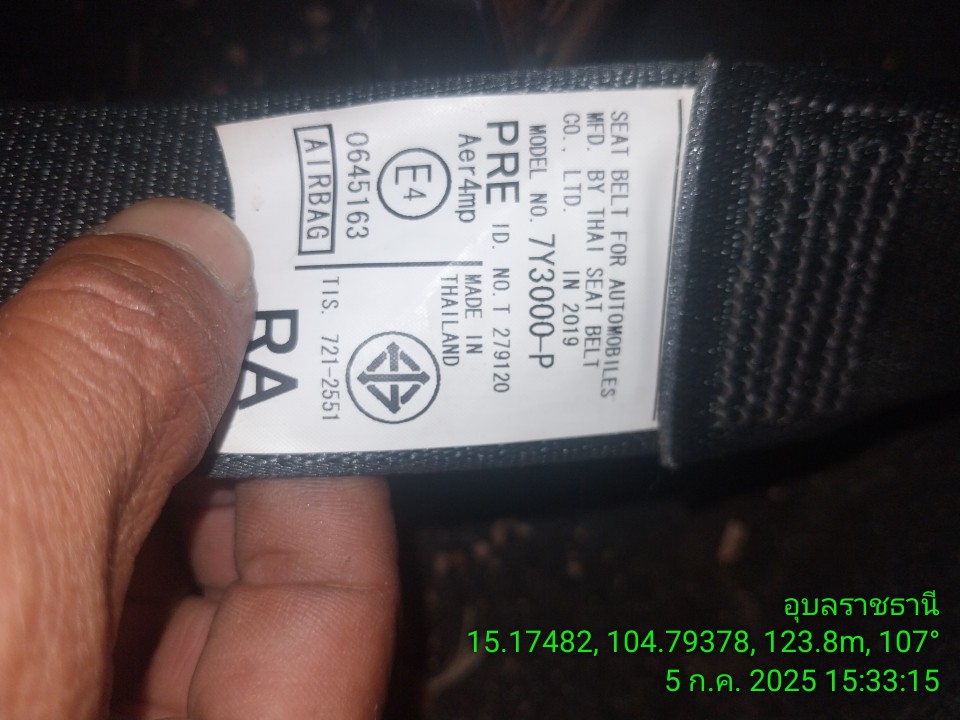 SEAT BELT FOR AUTOMOBILES
MFD. BY THAI SEAT BELT
CO., LTD. IN 2019
MODEL NO. 7Y3000-P
PRE ID. NO.T 279120
Aer4mp
E4
0645163
AIRBAG
MADE IN
THAILAND
TIS. 721-2551
RA
อุบลราชธานี
15.17482, 104.79378, 123.8m, 107°
5 ก.ค. 2025 15:33:15